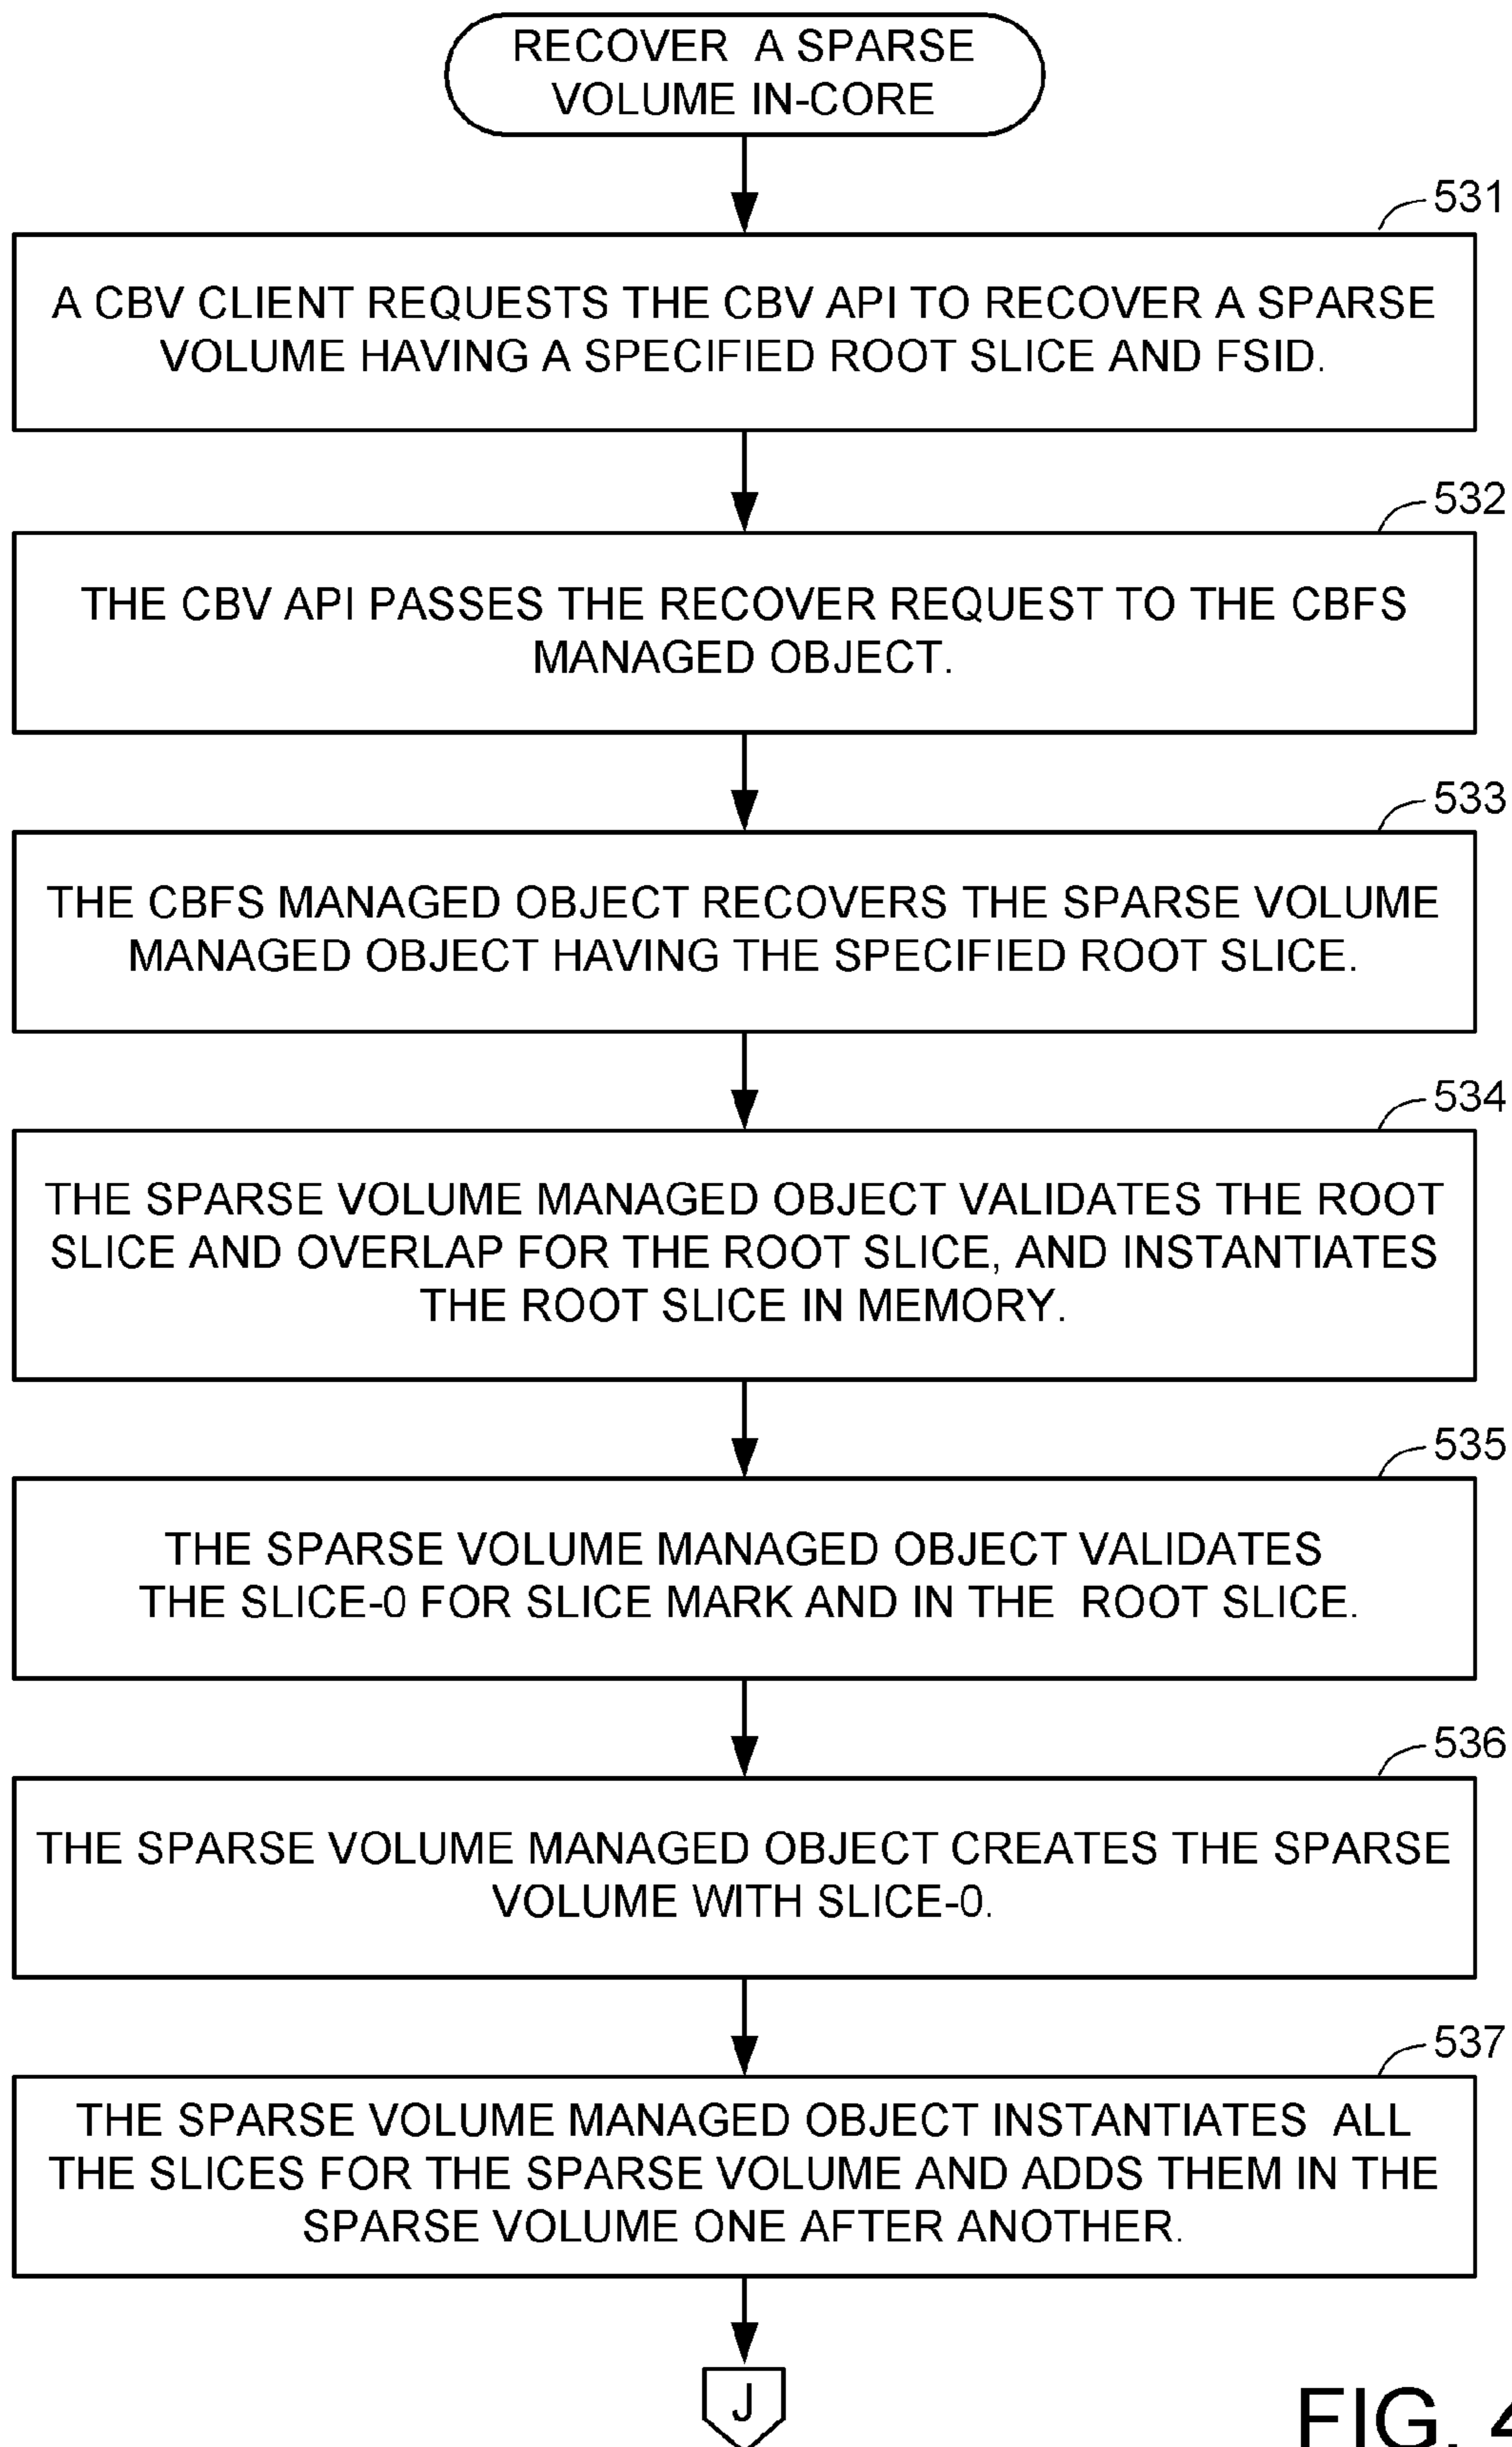 RECOVER A SPARSE
VOLUME IN-CORE
531
A CBV CLIENT REQUESTS THE CBV API TO RECOVER A SPARSE
VOLUME HAVING A SPECIFIED ROOT SLICE AND FSID.
532
THE CBV API PASSES THE RECOVER REQUEST TO THE CBFS
MANAGED OBJECT.
533
THE CBFS MANAGED OBJECT RECOVERS THE SPARSE VOLUME
MANAGED OBJECT HAVING THE SPECIFIED ROOT SLICE.
534
THE SPARSE VOLUME MANAGED OBJECT VALIDATES THE ROOT
SLICE AND OVERLAP FOR THE ROOT SLICE, AND INSTANTIATES
THE ROOT SLICE IN MEMORY.
535
THE SPARSE VOLUME MANAGED OBJECT VALIDATES
THE SLICE-0 FOR SLICE MARK AND IN THE ROOT SLICE.
536
THE SPARSE VOLUME MANAGED OBJECT CREATES THE SPARSE
VOLUME WITH SLICE-0.
537
THE SPARSE VOLUME MANAGED OBJECT INSTANTIATES ALL
THE SLICES FOR THE SPARSE VOLUME AND ADDS THEM IN THE
SPARSE VOLUME ONE AFTER ANOTHER.
J
FIG.